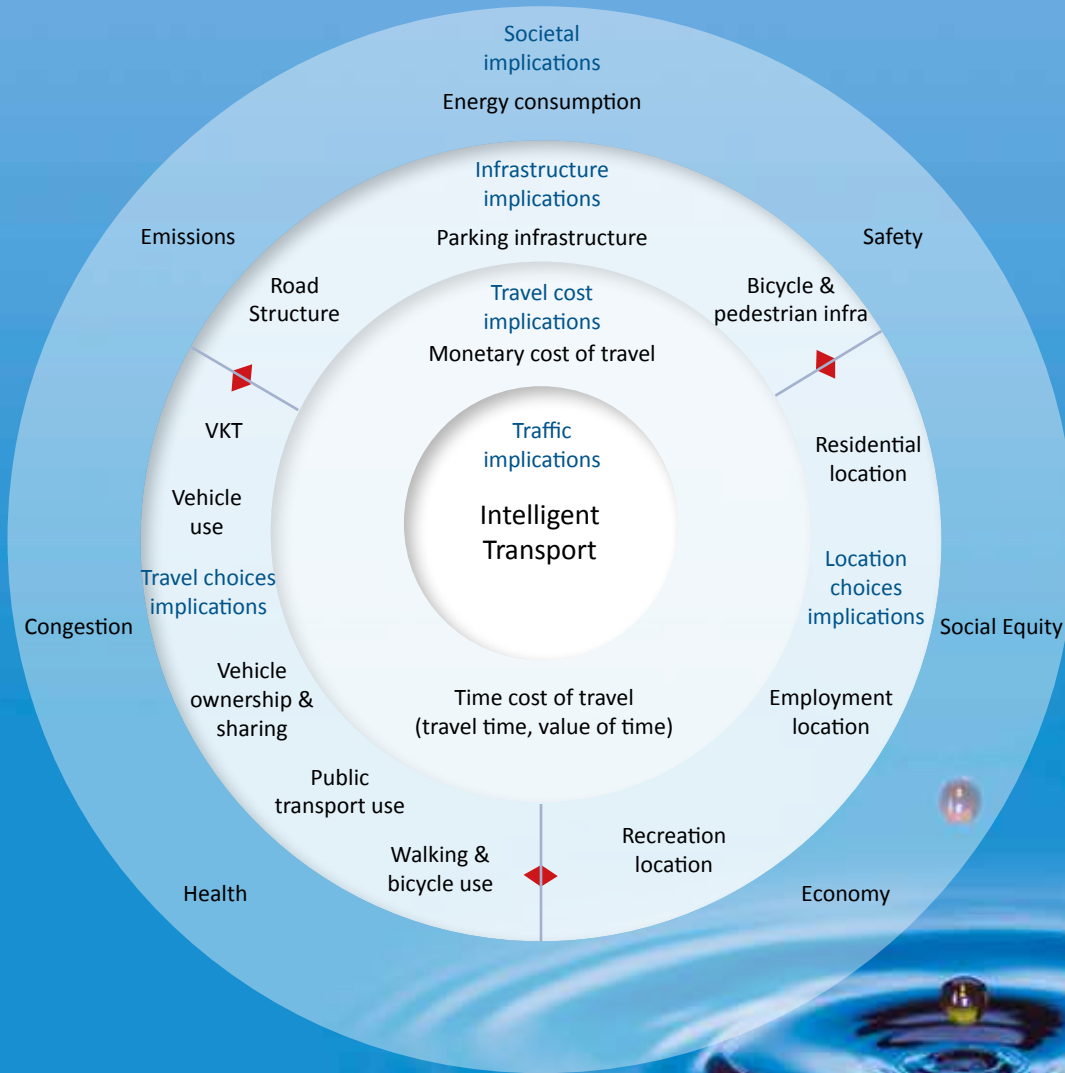 Societal
implications
Energy consumption
Infrastructure
implications
Emissions
Parking infrastructure
Safety
Road
Structure
Travel cost
implications
Bicycle &
pedestrian infra
Monetary cost of travel
VKT
Traffic
implications
Residential
location
Vehicle
use
Intelligent
Transport
Travel choices
implications
Location
choices
implications
Congestion
Social Equity
Vehicle
ownership &
sharing
Time cost of travel
(travel time, value of time)
Employment
location
Public
transport use
Walking &
bicycle use
Recreation
location
Health
Economy